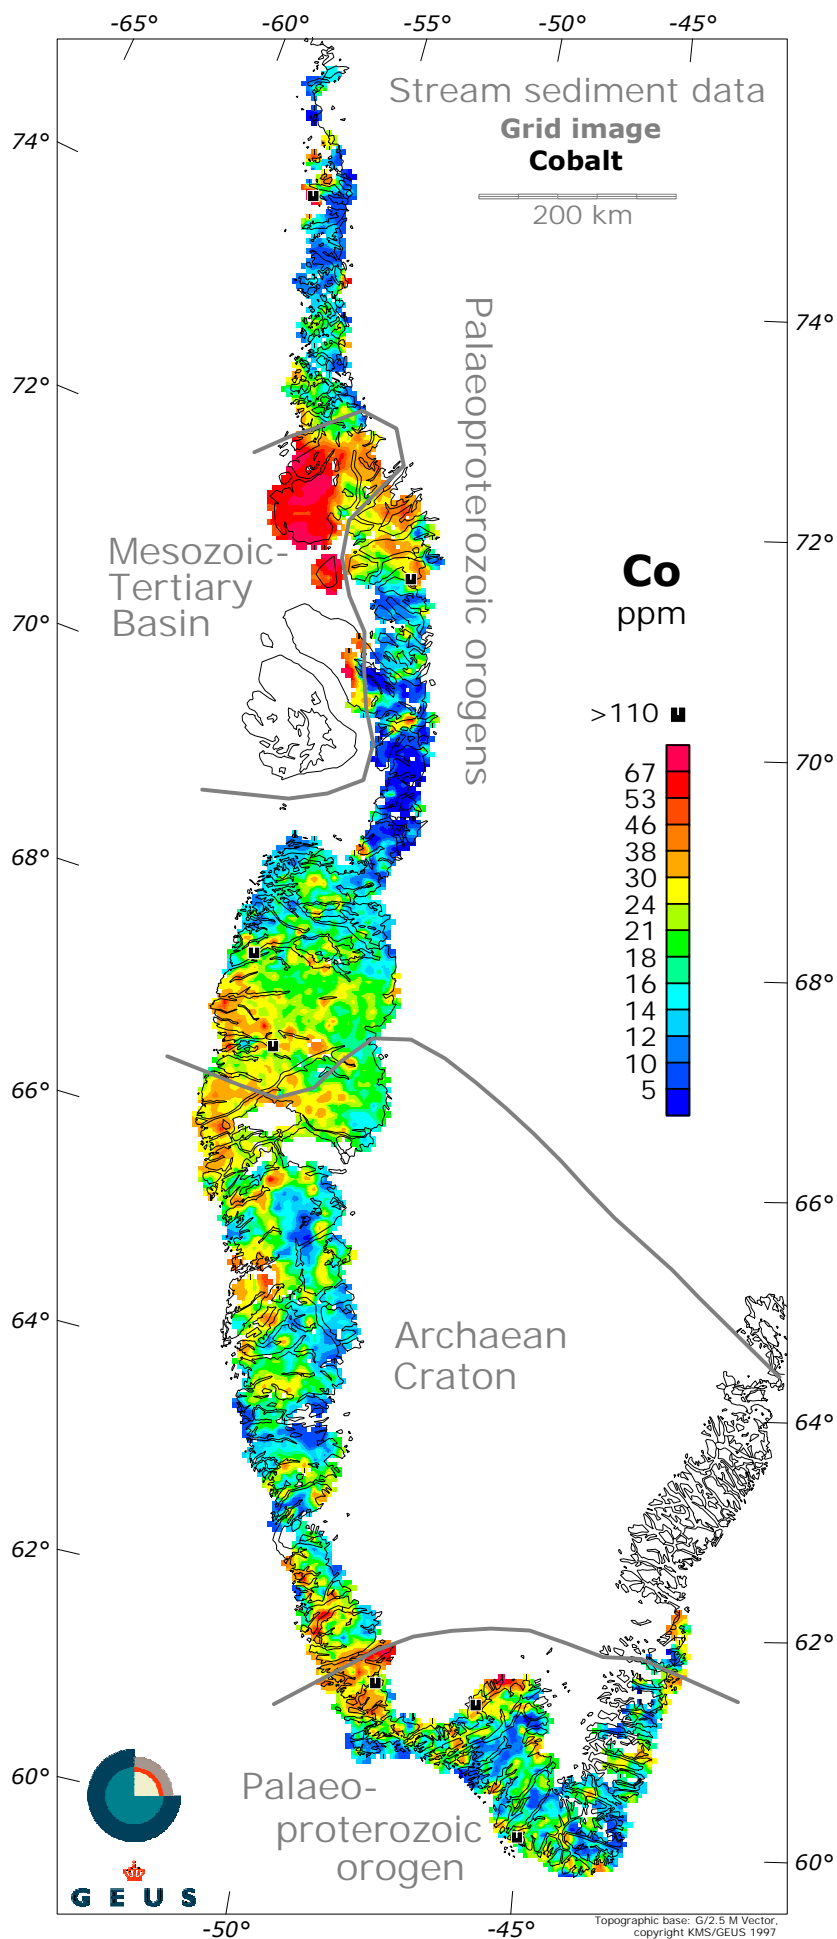 -65° -60° -55° -50° -45°
Stream sediment data
Grid image
Cobalt
200 km
74°
72°
70°
68°
66°
64°
62°
60°
74°
72°
70°
68°
66°
64°
62°
60°
Palaeoproterozoic orogens
Mesozoic-
Tertiary
Basin
Co
ppm
>110
67
53
46
38
30
24
21
18
16
14
12
10
5
Archaean
Craton
Palaeo-
proterozoic
orogen
GEUS
-50° -45°
Topographic base: G/2.5 M Vector,
copyright KMS/GEUS 1997